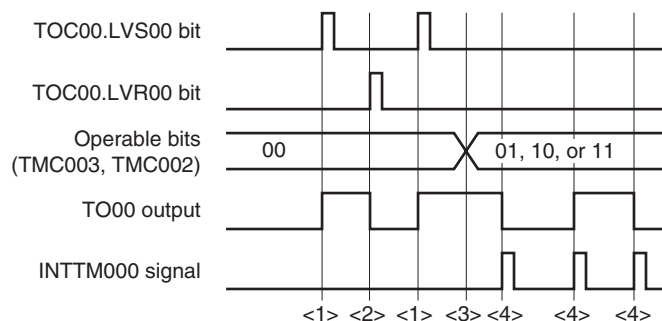 TOC00.LVS00 bit
TOC00.LVR00 bit
Operable bits
(TMC003, TMC002)
00
01, 10, or 11
TO00 output
INTTM000 signal
<1> <2> <1> <3> <4> <4> <4>